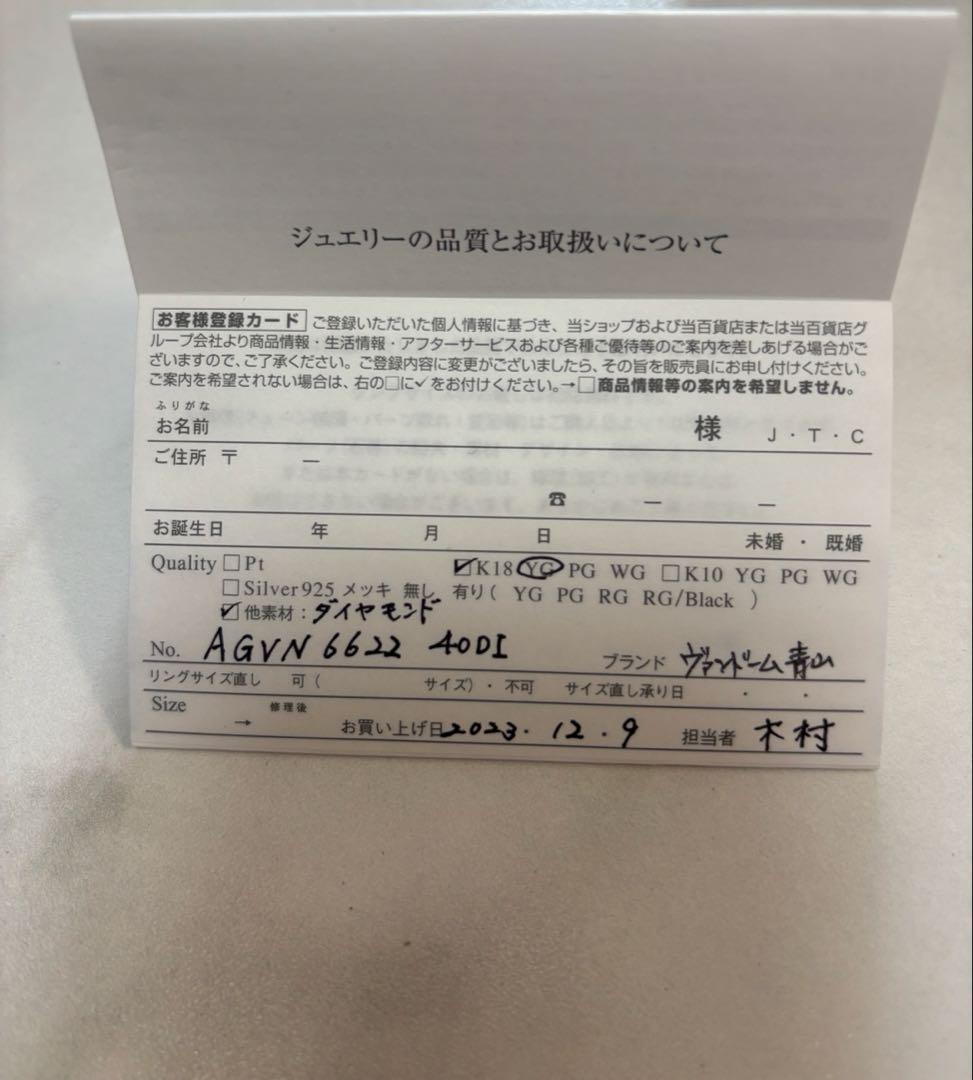 ジュエリーの品質とお取扱いについて
お客様登録カード ご登録いただいた個人情報に基づき、当ショップおよび当百貨店または当百貨店グ
ループ会社より商品情報・生活情報・アフターサービスおよび各種ご優待等のご案内を差しあげる場合がご
ざいますので、ご了承ください。ご登録内容に変更がございましたら、その旨を販売員にお申し付けください。
ご案内を希望されない場合は、右の□に✓をお付けください。→□商品情報等の案内を希望しません。
ふりがな
お名前 様 J・T・C
ご住所 〒 ー
☎ ー ー
お誕生日 年 月 日 未婚・既婚
Quality □Pt ☑K18 YG PG WG □K10 YG PG WG
□Silver925 メッキ 無し 有り( YG PG RG RG/Black )
☑他素材：ダイヤモンド
No. AGVN6622 40DI ブランド ヴァンドーム青山
リングサイズ直し 可( サイズ)・不可 サイズ直し承り日 ・ ・
Size → 修理後 お買い上げ日 2023.12.9 担当者 木村